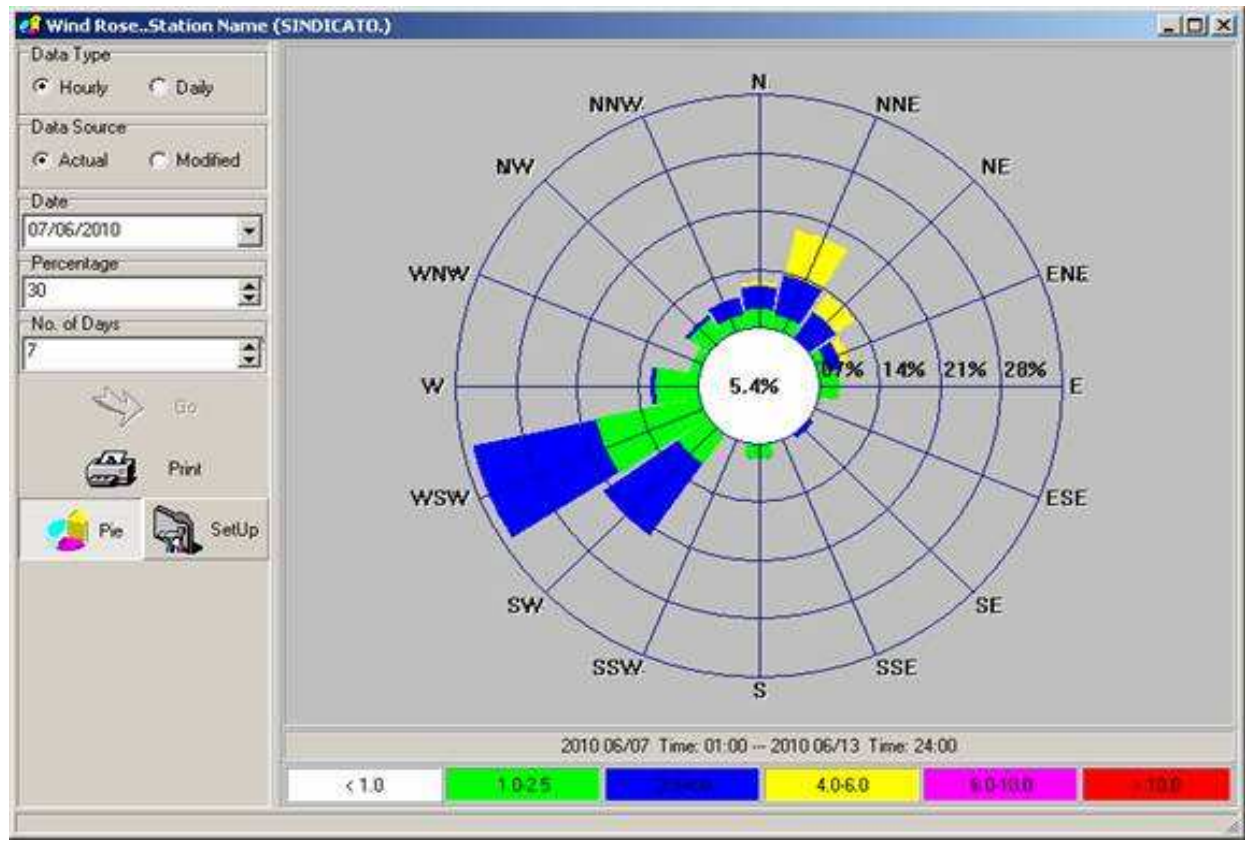 Wind Rose..Station Name (SINDICATO.)
Data Type
Hourly Daily
Data Source
Actual Modified
Date
07/06/2010
Percentage
30
No. of Days
7
Go
Print
Pie SetUp
N
NNW NNE
NW NE
WNW ENE
5.4% 07% 14% 21% 28%
W E
WSW ESE
SW SE
SSW SSE
S
2010 06/07 Time: 01:00 --- 2010 06/13 Time: 24:00
< 1.0 1.0-2.5 4.0-6.0 6.0-10.0 > 10.0